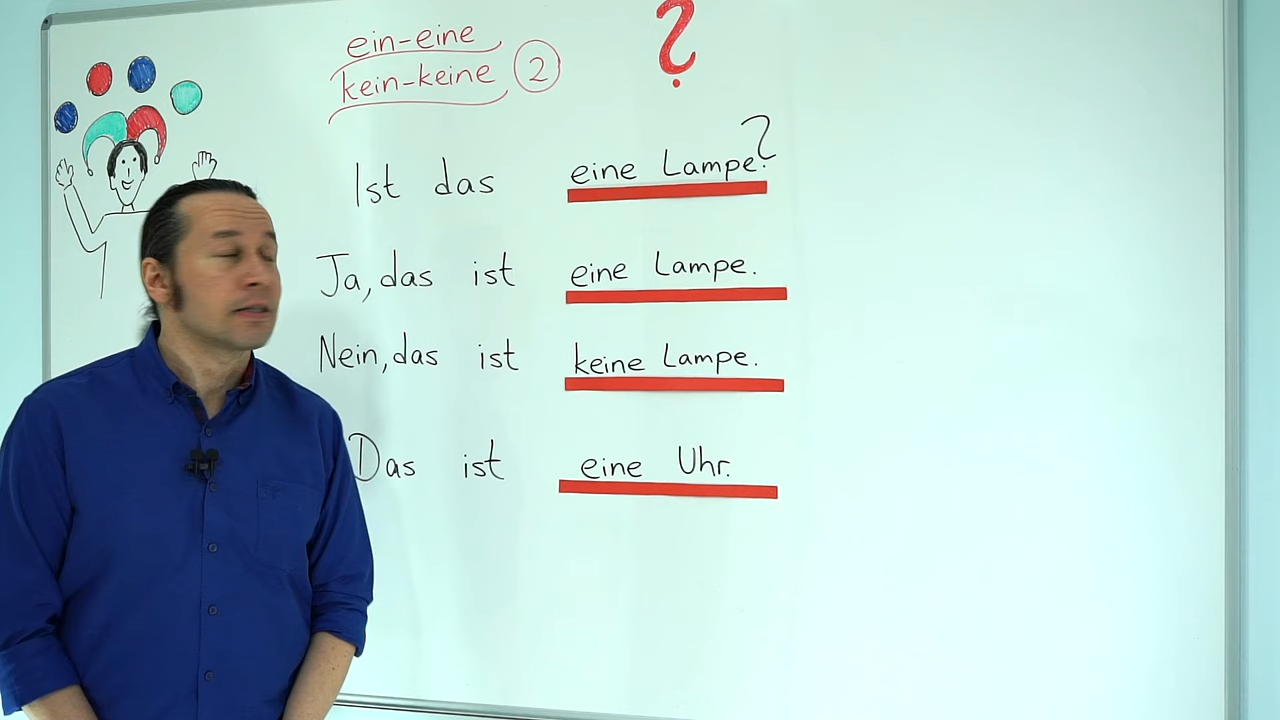 ein-eine
kein-keine 2
?
Ist das eine Lampe?
Ja, das ist eine Lampe.
Nein, das ist keine Lampe.
Das ist eine Uhr.